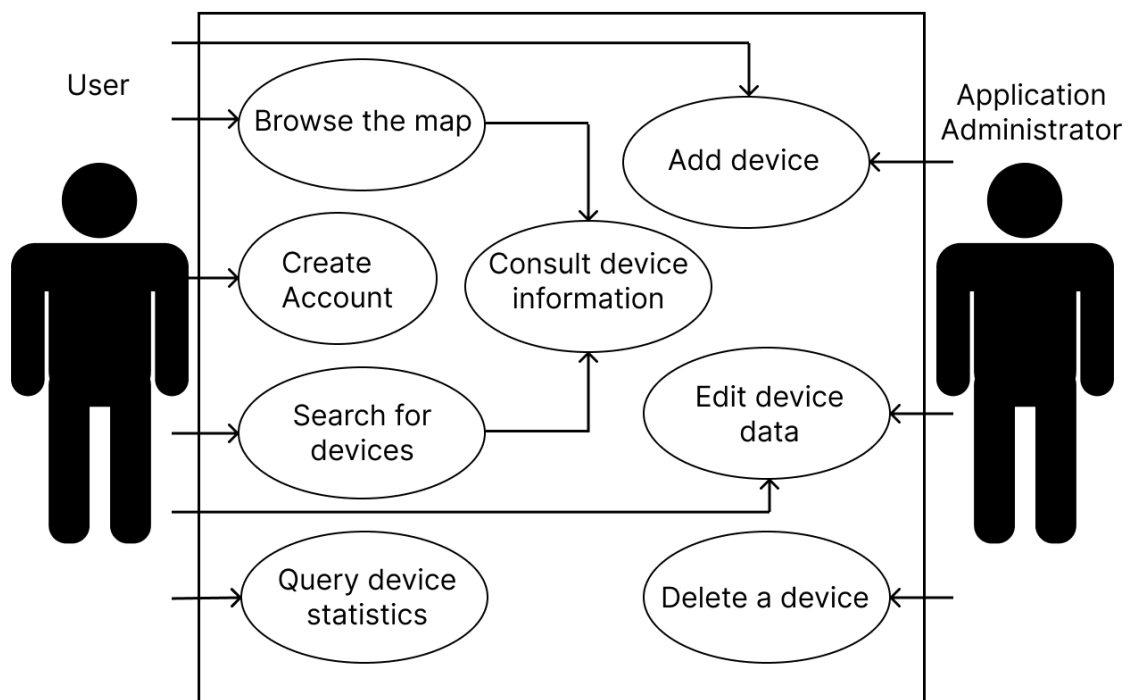 User
Application
Administrator
Browse the map
Add device
Create
Account
Consult device
information
Search for
devices
Edit device
data
Query device
statistics
Delete a device